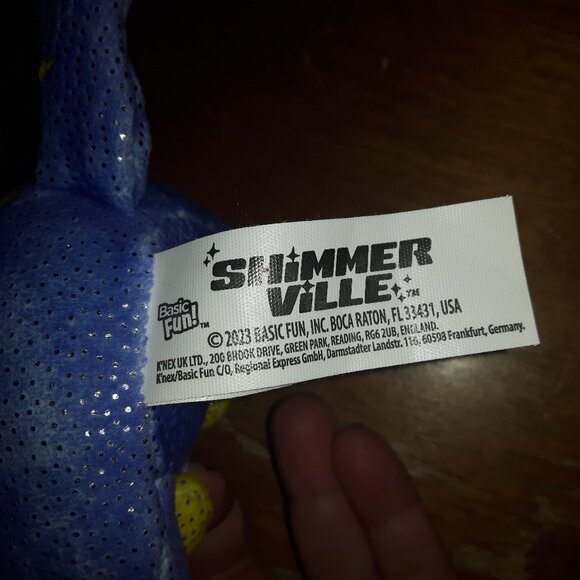 SHiMMER
ViLLE™
Basic
FUN!™
© 2023 BASIC FUN, INC. BOCA RATON, FL 33431, USA
K'NEX UK LTD., 200 BROOK DRIVE, GREEN PARK, READING, RG6 2UB, ENGLAND.
K'nex/Basic Fun C/O, Regional Express GmbH, Darmstadter Landstr. 116, 60598 Frankfurt, Germany.